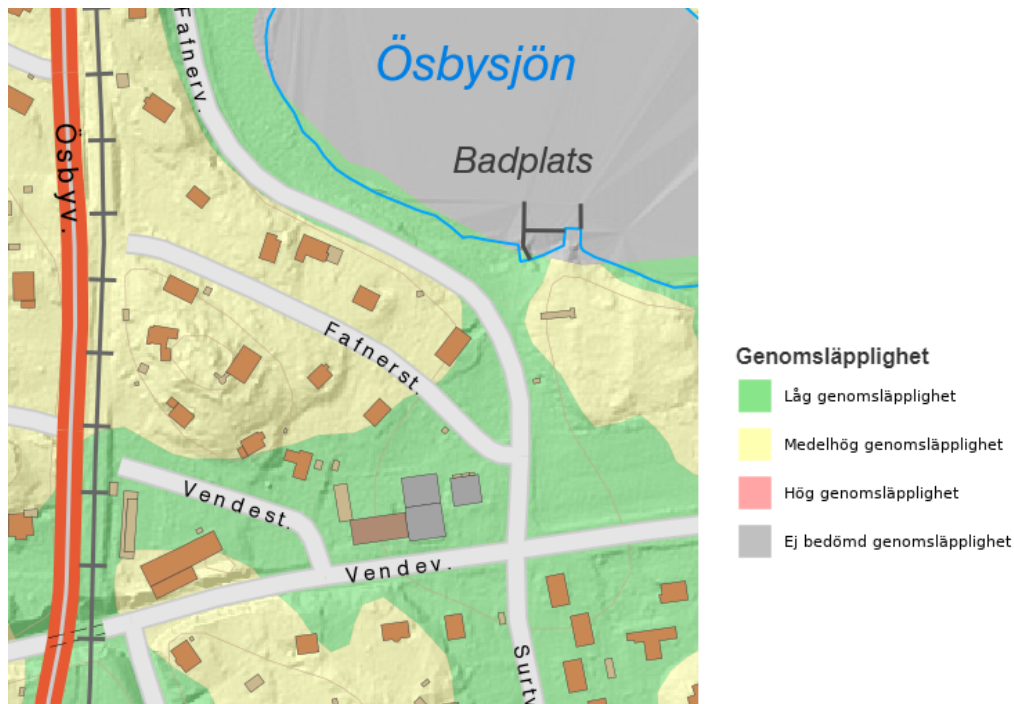 Fafnerv.
Ösbysjön
Ösbyv.
Badplats
Fafnerst.
Vendest.
Vendev.
Surtv
Genomsläpplighet
Låg genomsläpplighet
Medelhög genomsläpplighet
Hög genomsläpplighet
Ej bedömd genomsläpplighet